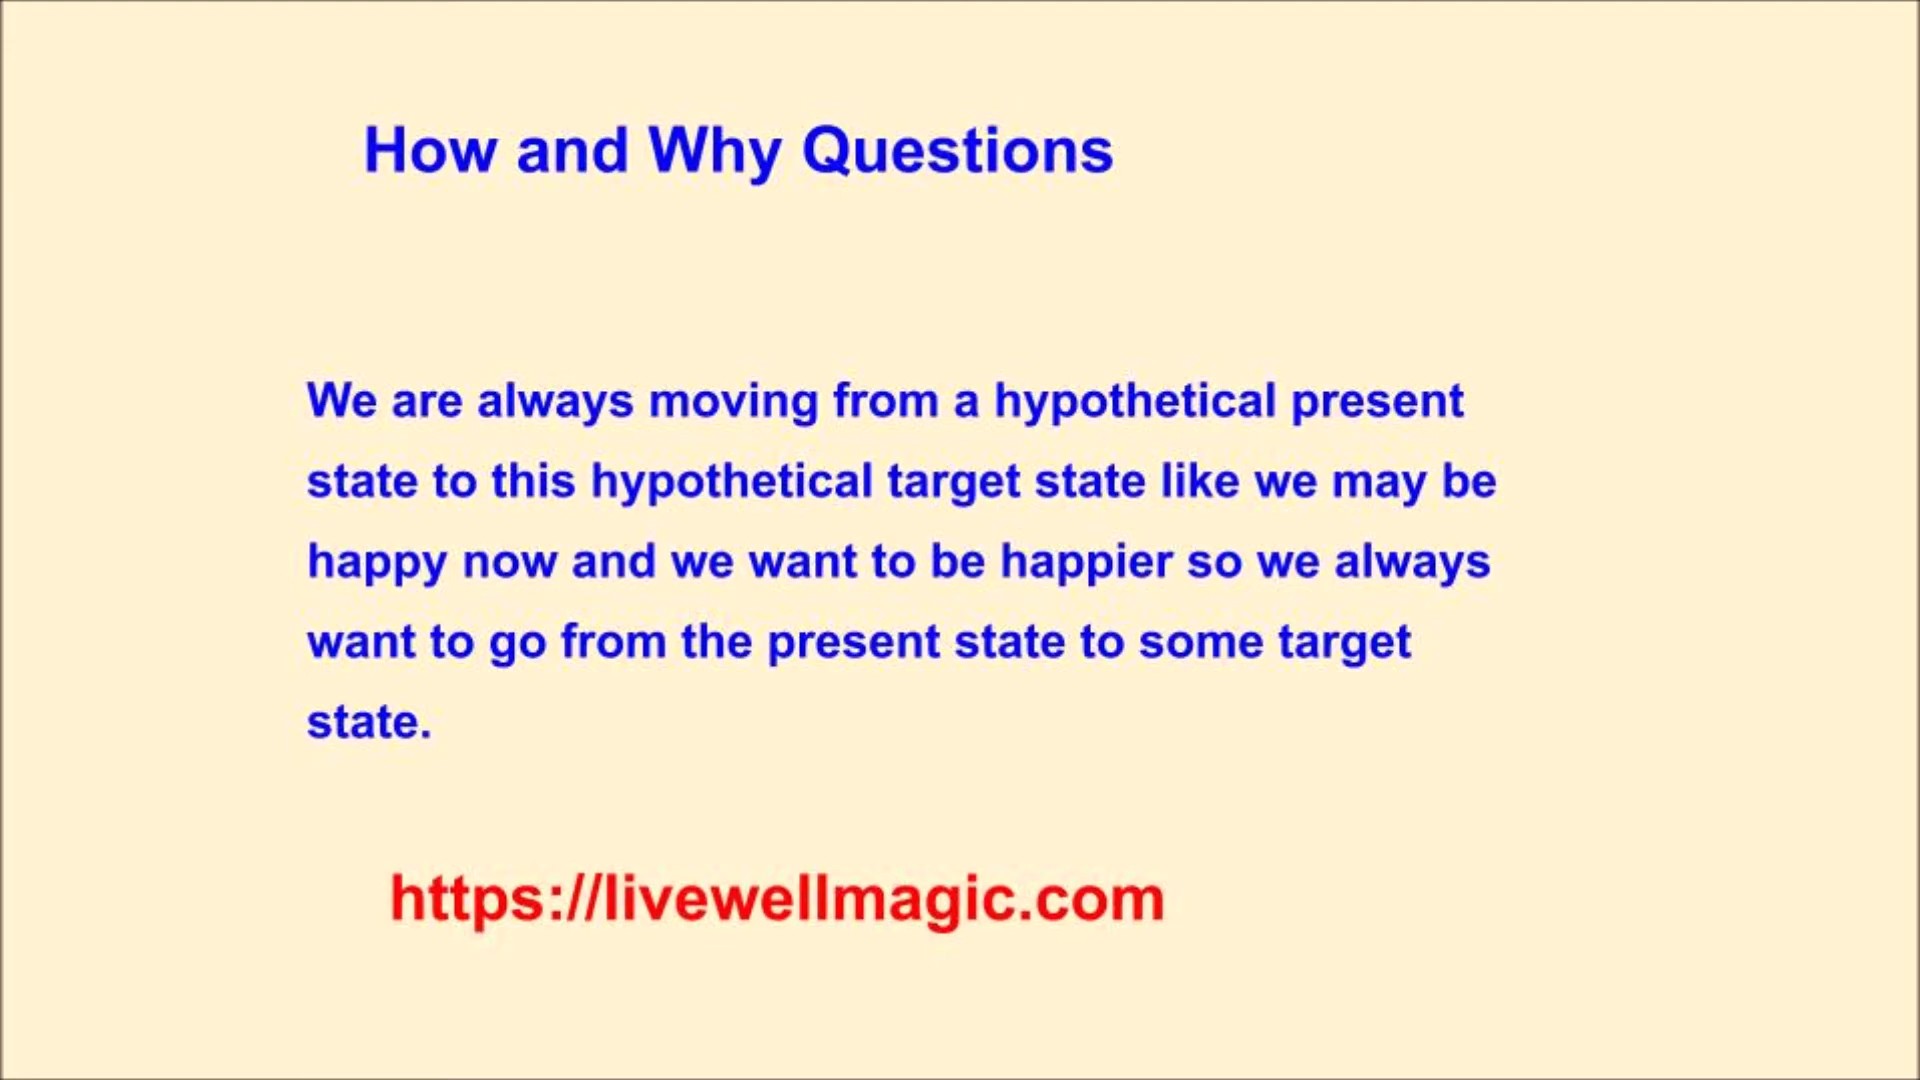 How and Why Questions
We are always moving from a hypothetical present
state to this hypothetical target state like we may be
happy now and we want to be happier so we always
want to go from the present state to some target
state.
https://livewellmagic.com